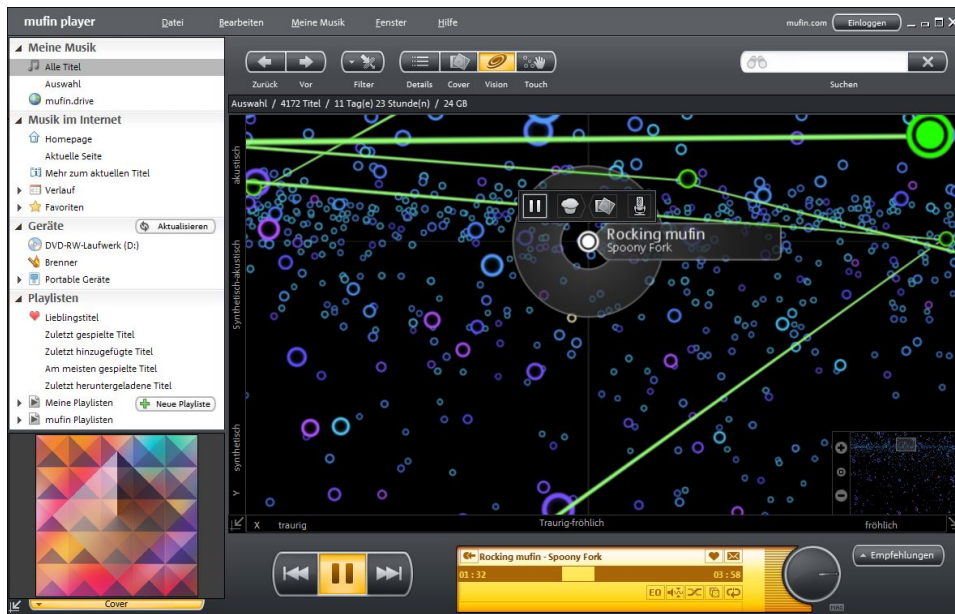 mufin player Datei Bearbeiten Meine Musik Fenster Hilfe mufin.com Einloggen
Meine Musik
Alle Titel
Auswahl
mufin.drive
Musik im Internet
Homepage
Aktuelle Seite
Mehr zum aktuellen Titel
Verlauf
Favoriten
Geräte Aktualisieren
DVD-RW-Laufwerk (D:)
Brenner
Portable Geräte
Playlisten
Lieblingstitel
Zuletzt gespielte Titel
Zuletzt hinzugefügte Titel
Am meisten gespielte Titel
Zuletzt heruntergeladene Titel
Meine Playlisten Neue Playliste
mufin Playlisten
Cover
Zurück Vor Filter Details Cover Vision Touch Suchen
Auswahl / 4172 Titel / 11 Tag(e) 23 Stunde(n) / 24 GB
akustisch
Synthetisch-akustisch
synthetisch
Y
Rocking mufin
Spoony Fork
X traurig Traurig-fröhlich fröhlich
Rocking mufin - Spoony Fork
01:32 03:58
EQ
Empfehlungen